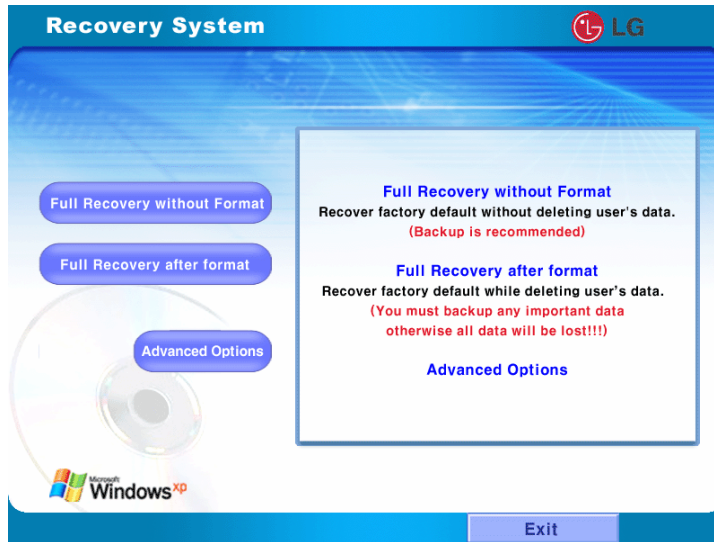 Recovery System
LG
Full Recovery without Format
Full Recovery after format
Advanced Options
Full Recovery without Format
Recover factory default without deleting user's data.
(Backup is recommended)
Full Recovery after format
Recover factory default while deleting user's data.
(You must backup any important data
otherwise all data will be lost!!!)
Advanced Options
Microsoft
Windows xp
Exit